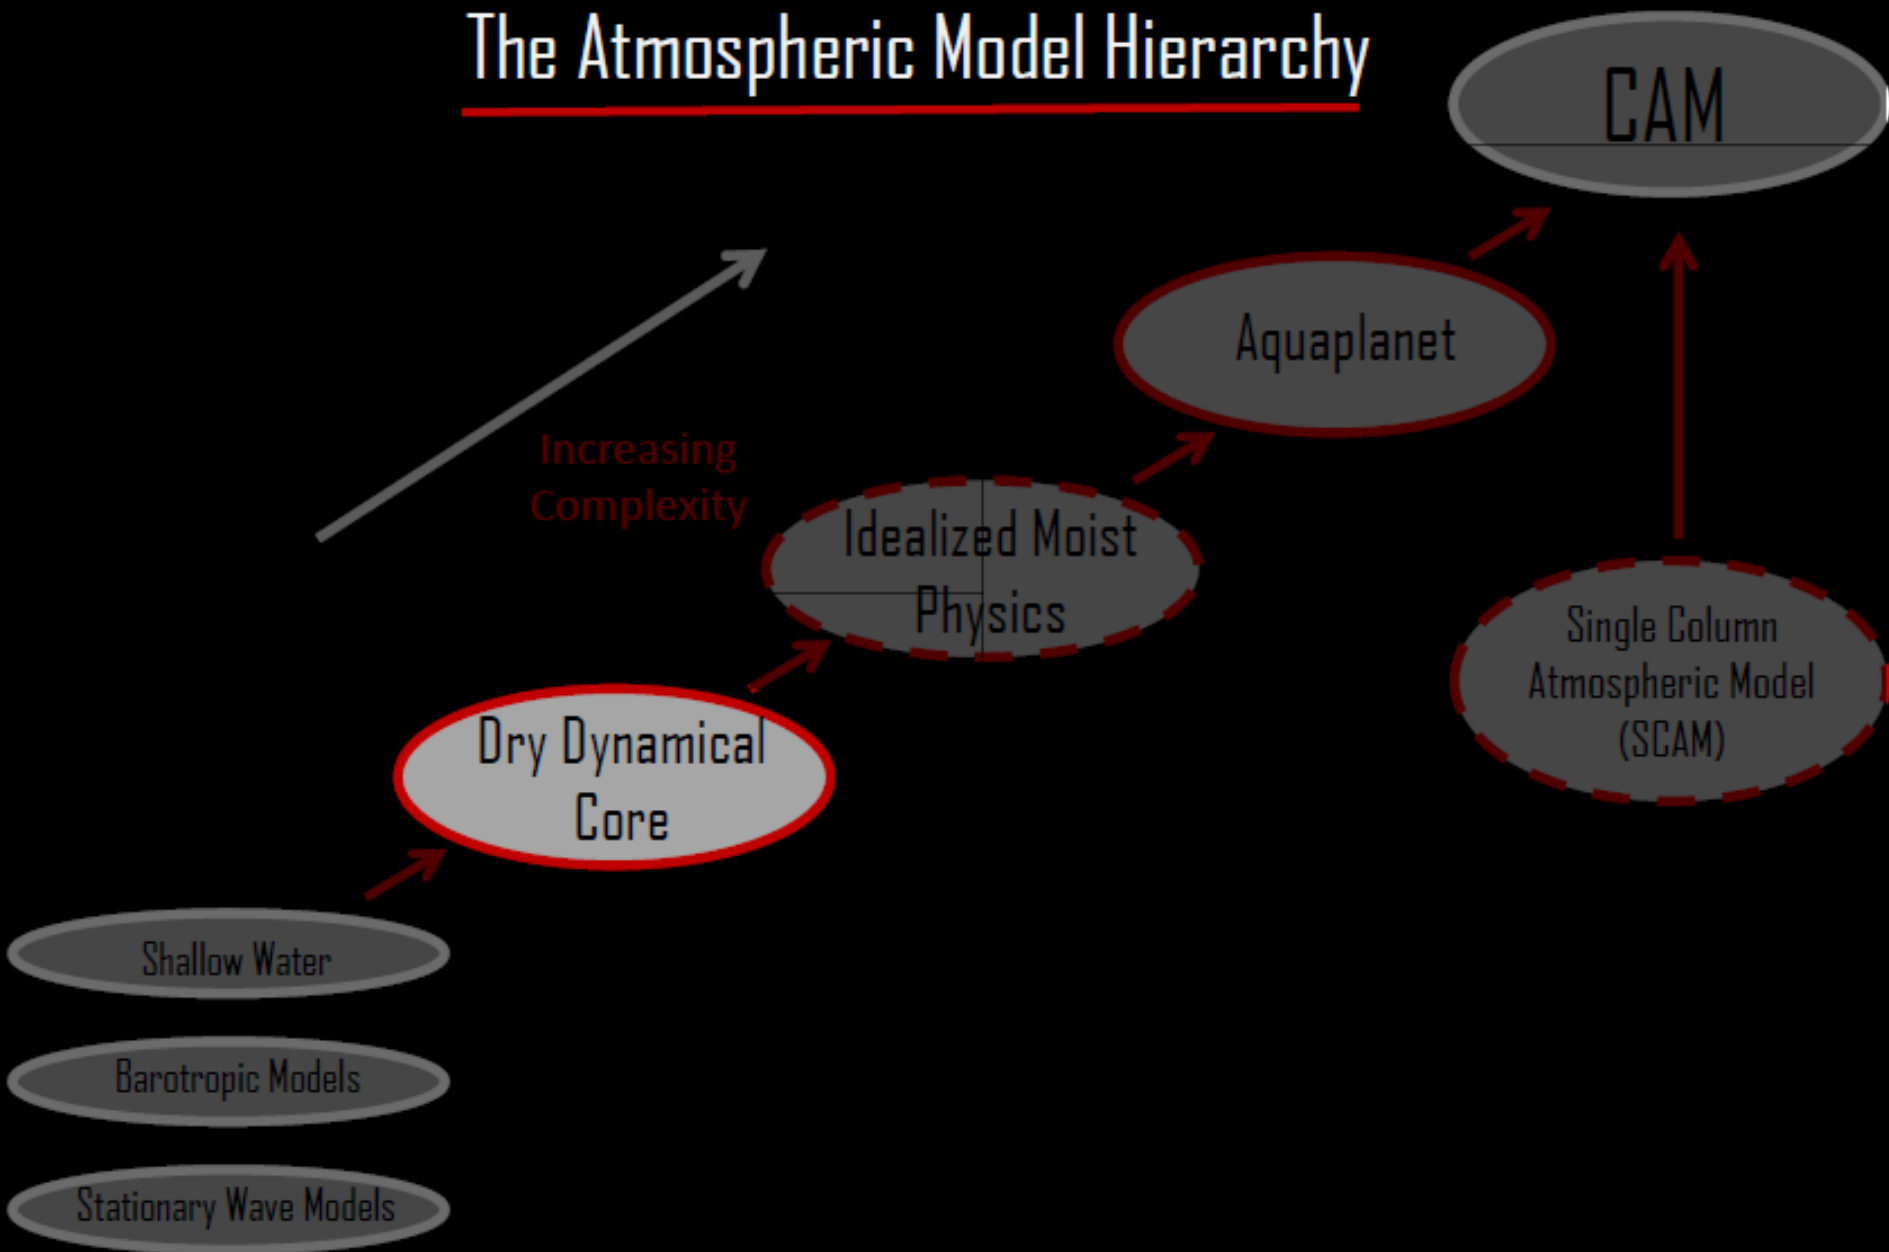 The Atmospheric Model Hierarchy
CAM
Aquaplanet
Increasing
Complexity
Idealized Moist
Physics
Single Column
Atmospheric Model
(SCAM)
Dry Dynamical
Core
Shallow Water
Barotropic Models
Stationary Wave Models